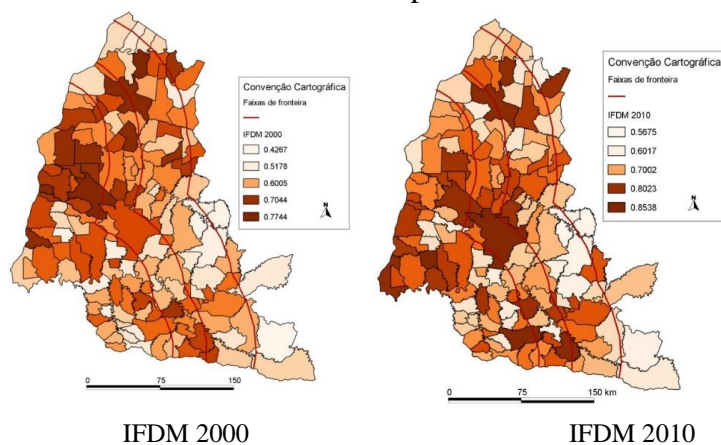 Convenção Cartográfica
Faixas de fronteira
IFDM 2000
0.4267
0.5178
0.6005
0.7044
0.7744
N
0 75 150
IFDM 2000
Convenção Cartográfica
Faixas de fronteira
IFDM 2010
0.5675
0.6017
0.7002
0.8023
0.8538
N
0 75 150 km
IFDM 2010